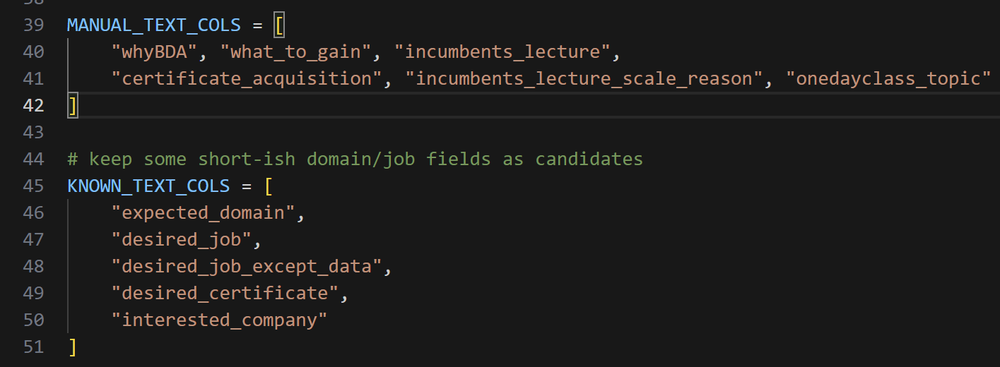 38
39 MANUAL_TEXT_COLS = [
40     "whyBDA", "what_to_gain", "incumbents_lecture",
41     "certificate_acquisition", "incumbents_lecture_scale_reason", "onedayclass_topic"
42 ]
43
44 # keep some short-ish domain/job fields as candidates
45 KNOWN_TEXT_COLS = [
46     "expected_domain",
47     "desired_job",
48     "desired_job_except_data",
49     "desired_certificate",
50     "interested_company"
51 ]